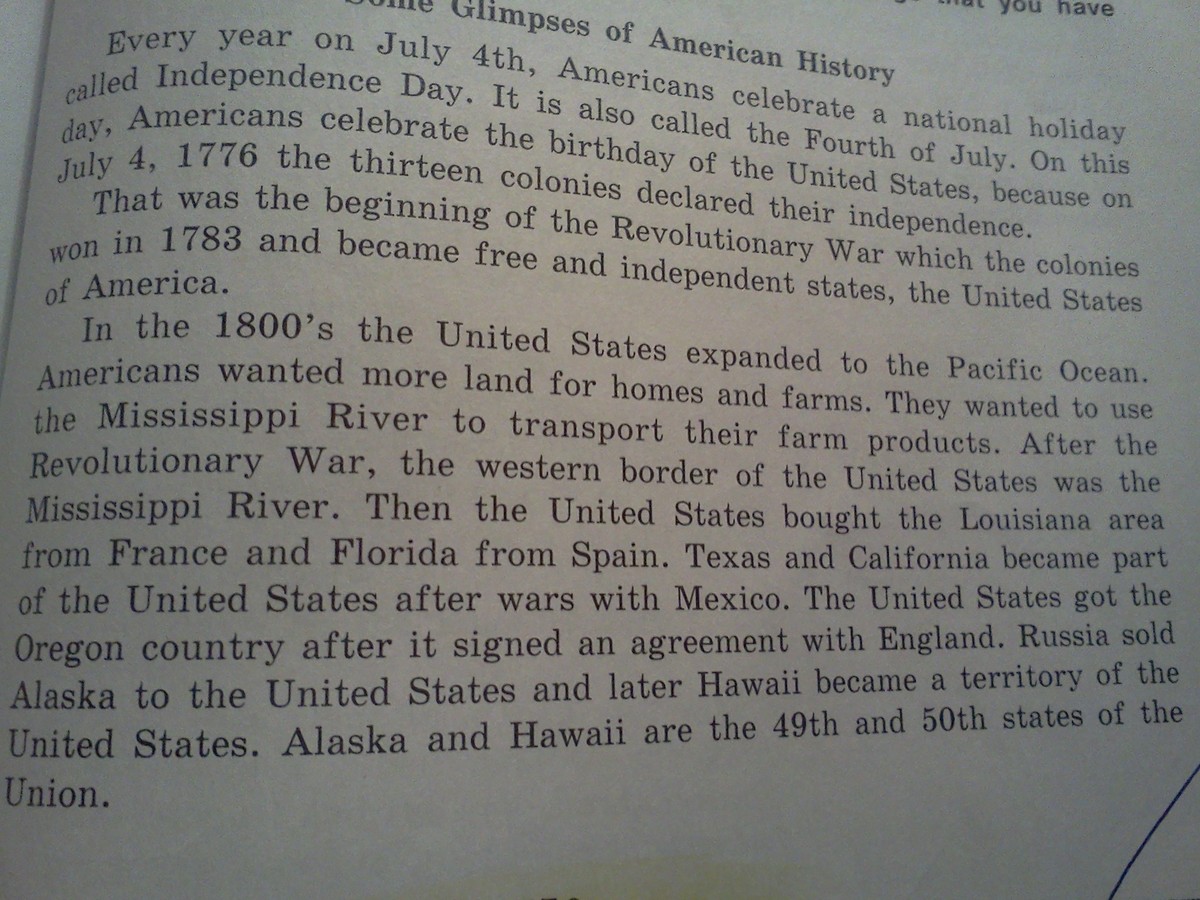 that you have
Some Glimpses of American History
Every year on July 4th, Americans celebrate a national holiday
called Independence Day. It is also called the Fourth of July. On this
day, Americans celebrate the birthday of the United States, because on
July 4, 1776 the thirteen colonies declared their independence.
That was the beginning of the Revolutionary War which the colonies
won in 1783 and became free and independent states, the United States
of America.
In the 1800's the United States expanded to the Pacific Ocean.
Americans wanted more land for homes and farms. They wanted to use
the Mississippi River to transport their farm products. After the
Revolutionary War, the western border of the United States was the
Mississippi River. Then the United States bought the Louisiana area
from France and Florida from Spain. Texas and California became part
of the United States after wars with Mexico. The United States got the
Oregon country after it signed an agreement with England. Russia sold
Alaska to the United States and later Hawaii became a territory of the
United States. Alaska and Hawaii are the 49th and 50th states of the
Union.